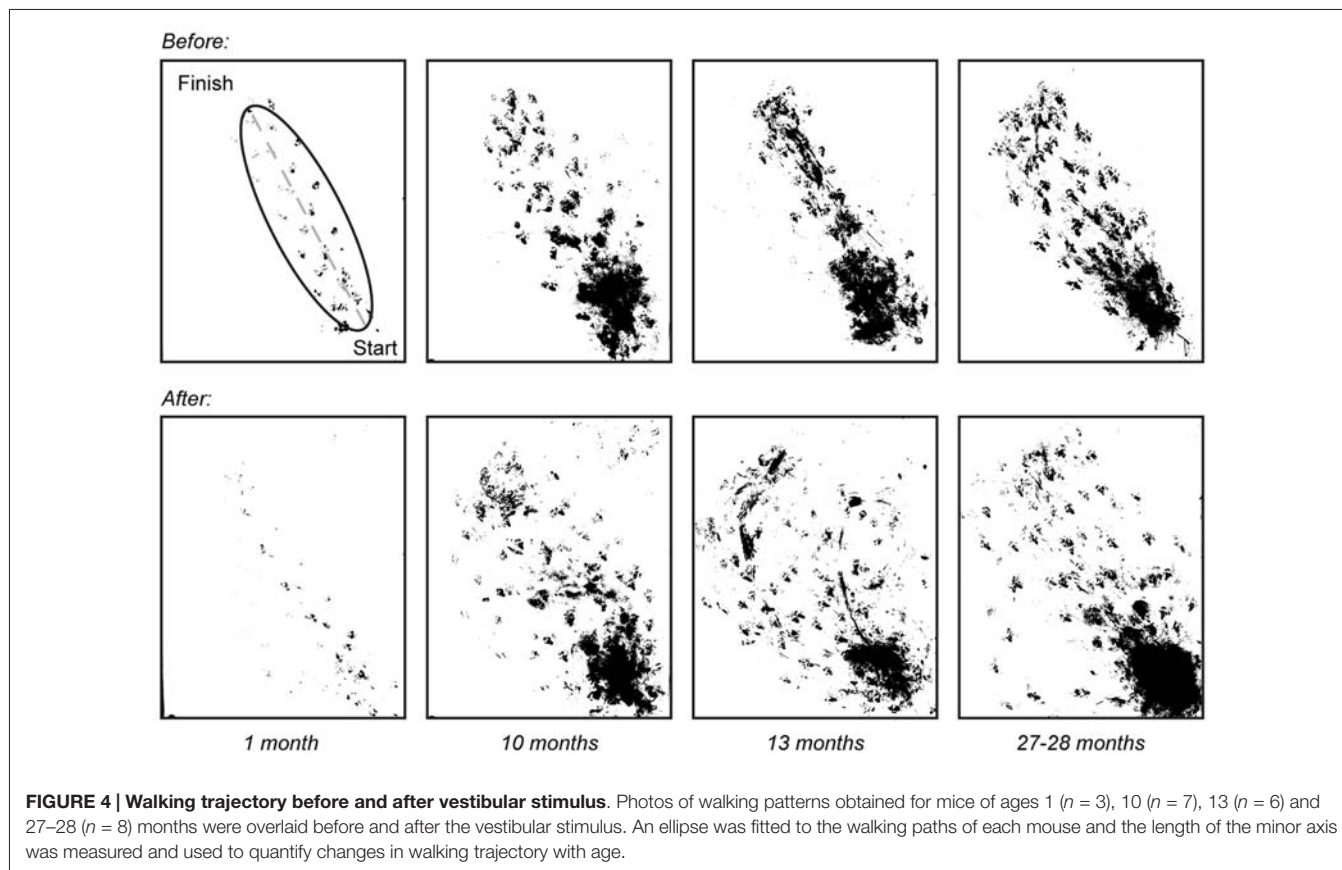 Before:
Finish
Start
After:
1 month
10 months
13 months
27-28 months
FIGURE 4 | Walking trajectory before and after vestibular stimulus. Photos of walking patterns obtained for mice of ages 1 (n = 3), 10 (n = 7), 13 (n = 6) and
27–28 (n = 8) months were overlaid before and after the vestibular stimulus. An ellipse was fitted to the walking paths of each mouse and the length of the minor axis
was measured and used to quantify changes in walking trajectory with age.